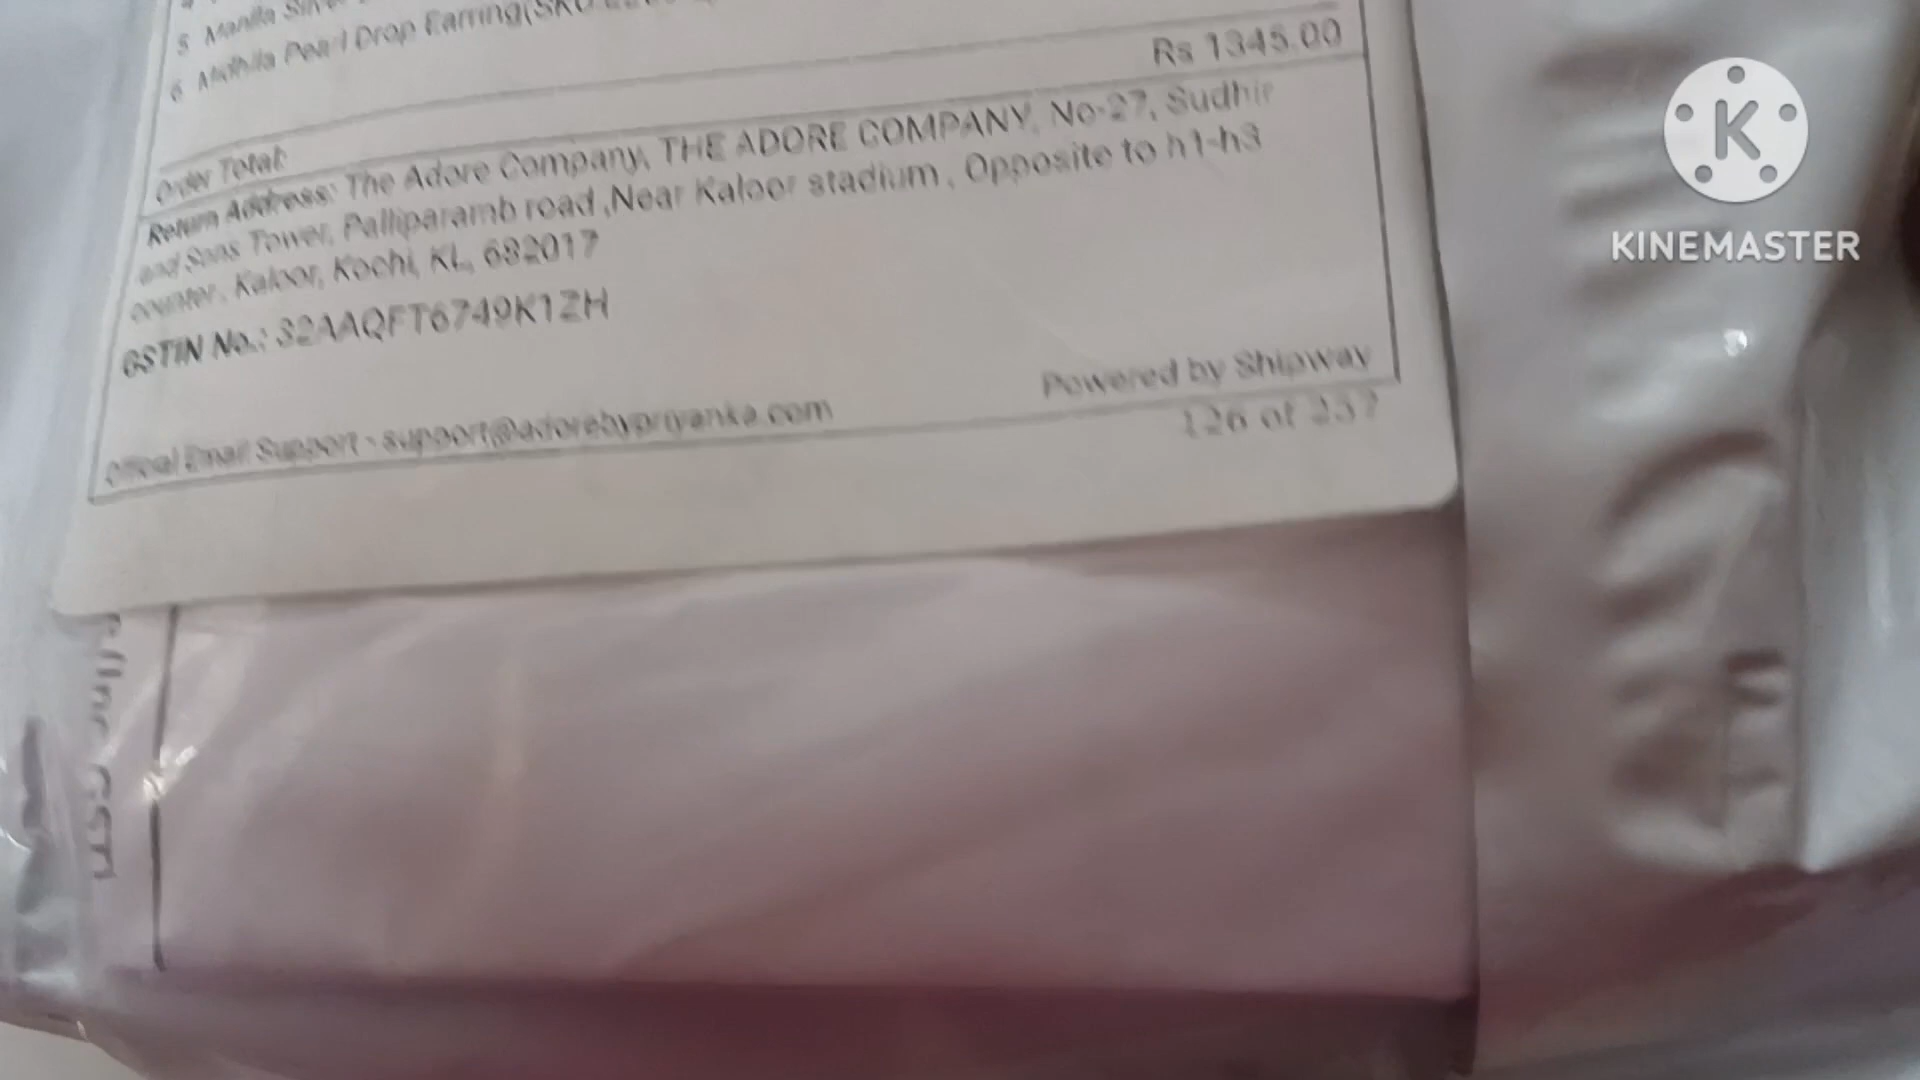 5 Manila
6 Midhila Pearl Drop Earring(SKU
Order Total: Rs 1345.00
Return Address: The Adore Company, THE ADORE COMPANY, No-27, Sudhir
and Sons Tower, Palliparamb road ,Near Kaloor stadium , Opposite to h1-h3
counter , Kaloor, Kochi, KL, 682017
GSTIN No.: 32AAQFT6749K1ZH
Powered by Shipway
Official Email Support - support@adorebypriyanka.com
126 of 237
K
KINEMASTER